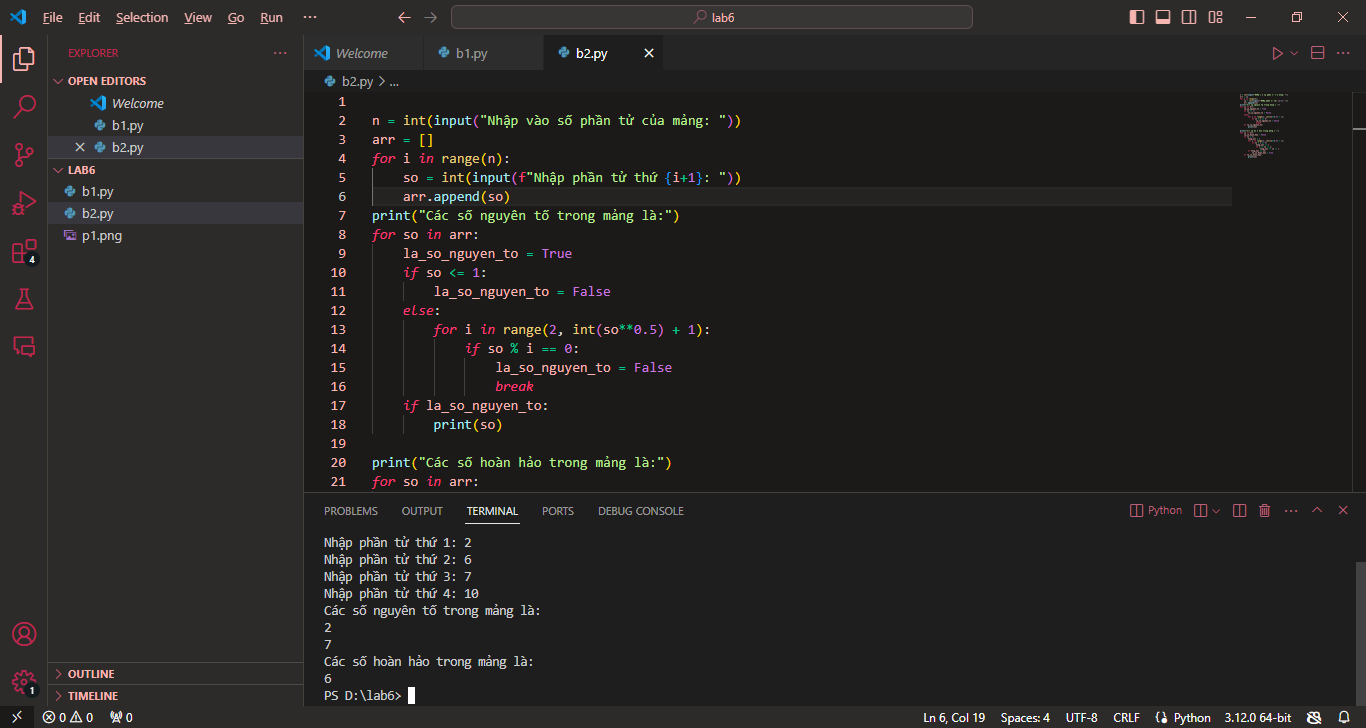 File Edit Selection View Go Run ··· lab6
EXPLORER ···
OPEN EDITORS
Welcome
b1.py
b2.py
LAB6
b1.py
b2.py
p1.png
OUTLINE
TIMELINE
4
1
Welcome b1.py b2.py
b2.py > ...
1
2 n = int(input("Nhập vào số phần tử của mảng: "))
3 arr = []
4 for i in range(n):
5 so = int(input(f"Nhập phần tử thứ {i+1}: "))
6 arr.append(so)
7 print("Các số nguyên tố trong mảng là:")
8 for so in arr:
9 la_so_nguyen_to = True
10 if so <= 1:
11 la_so_nguyen_to = False
12 else:
13 for i in range(2, int(so**0.5) + 1):
14 if so % i == 0:
15 la_so_nguyen_to = False
16 break
17 if la_so_nguyen_to:
18 print(so)
19
20 print("Các số hoàn hảo trong mảng là:")
21 for so in arr:
PROBLEMS OUTPUT TERMINAL PORTS DEBUG CONSOLE Python
Nhập phần tử thứ 1: 2
Nhập phần tử thứ 2: 6
Nhập phần tử thứ 3: 7
Nhập phần tử thứ 4: 10
Các số nguyên tố trong mảng là:
2
7
Các số hoàn hảo trong mảng là:
6
PS D:\lab6>
0 0 0 Ln 6, Col 19 Spaces: 4 UTF-8 CRLF Python 3.12.0 64-bit